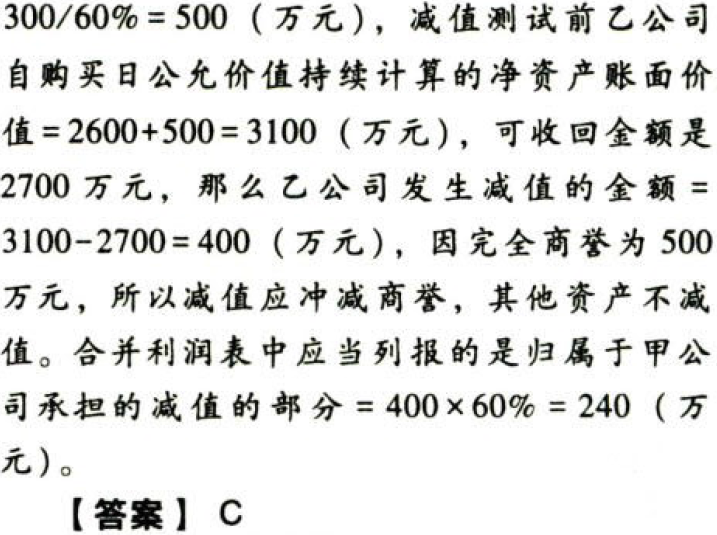 300/60% = 500（万元），减值测试前乙公司
自购买日公允价值持续计算的净资产账面价
值 = 2600+500 = 3100（万元），可收回金额是
2700 万元，那么乙公司发生减值的金额 =
3100-2700 = 400（万元），因完全商誉为 500
万元，所以减值应冲减商誉，其他资产不减
值。合并利润表中应当列报的是归属于甲公
司承担的减值的部分 = 400 × 60% = 240（万
元）。
【答案】 C